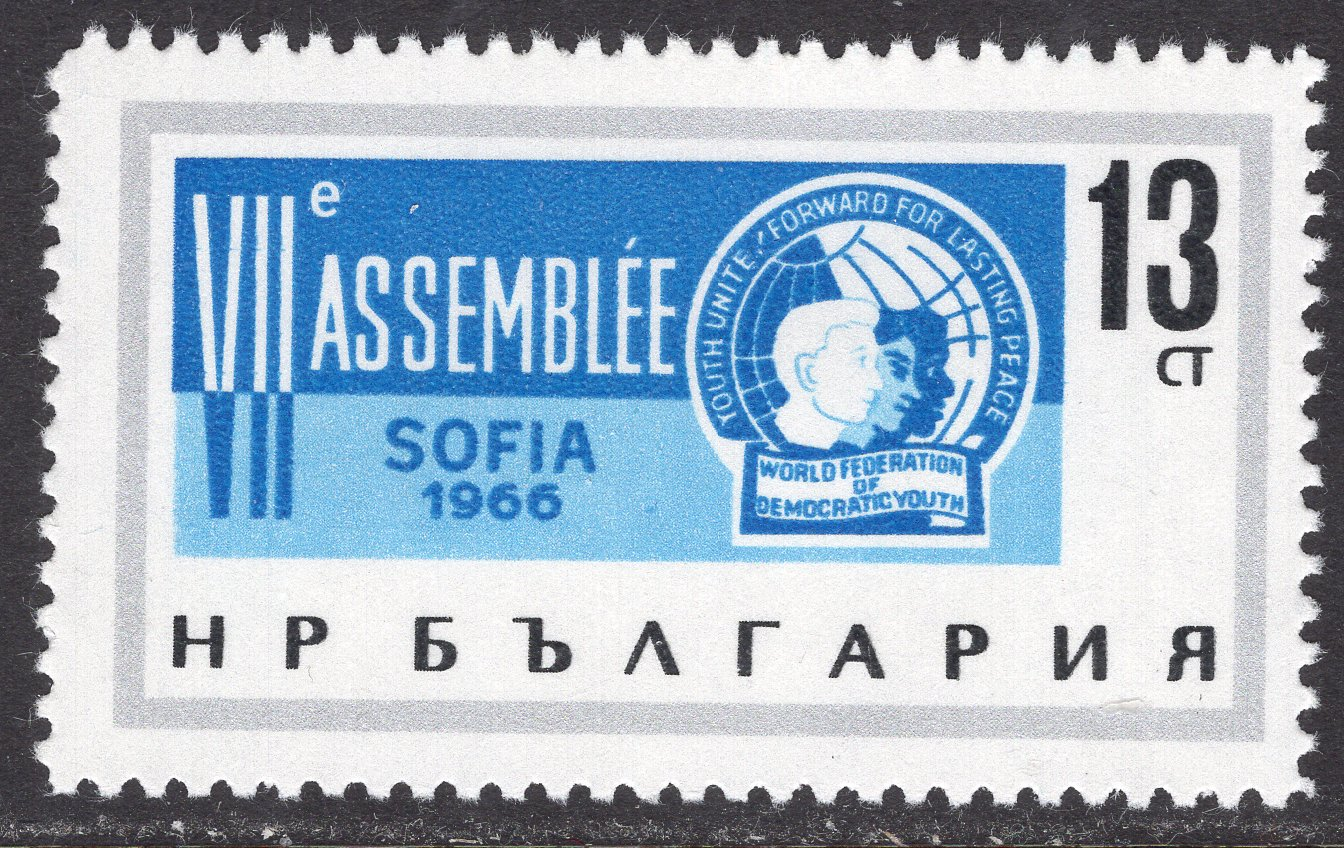 VIIe ASSEMBLÉE
SOFIA
1966
YOUTH UNITE! FORWARD FOR LASTING PEACE
WORLD FEDERATION
OF
DEMOCRATIC YOUTH
13
СТ
НР БЪЛГАРИЯ